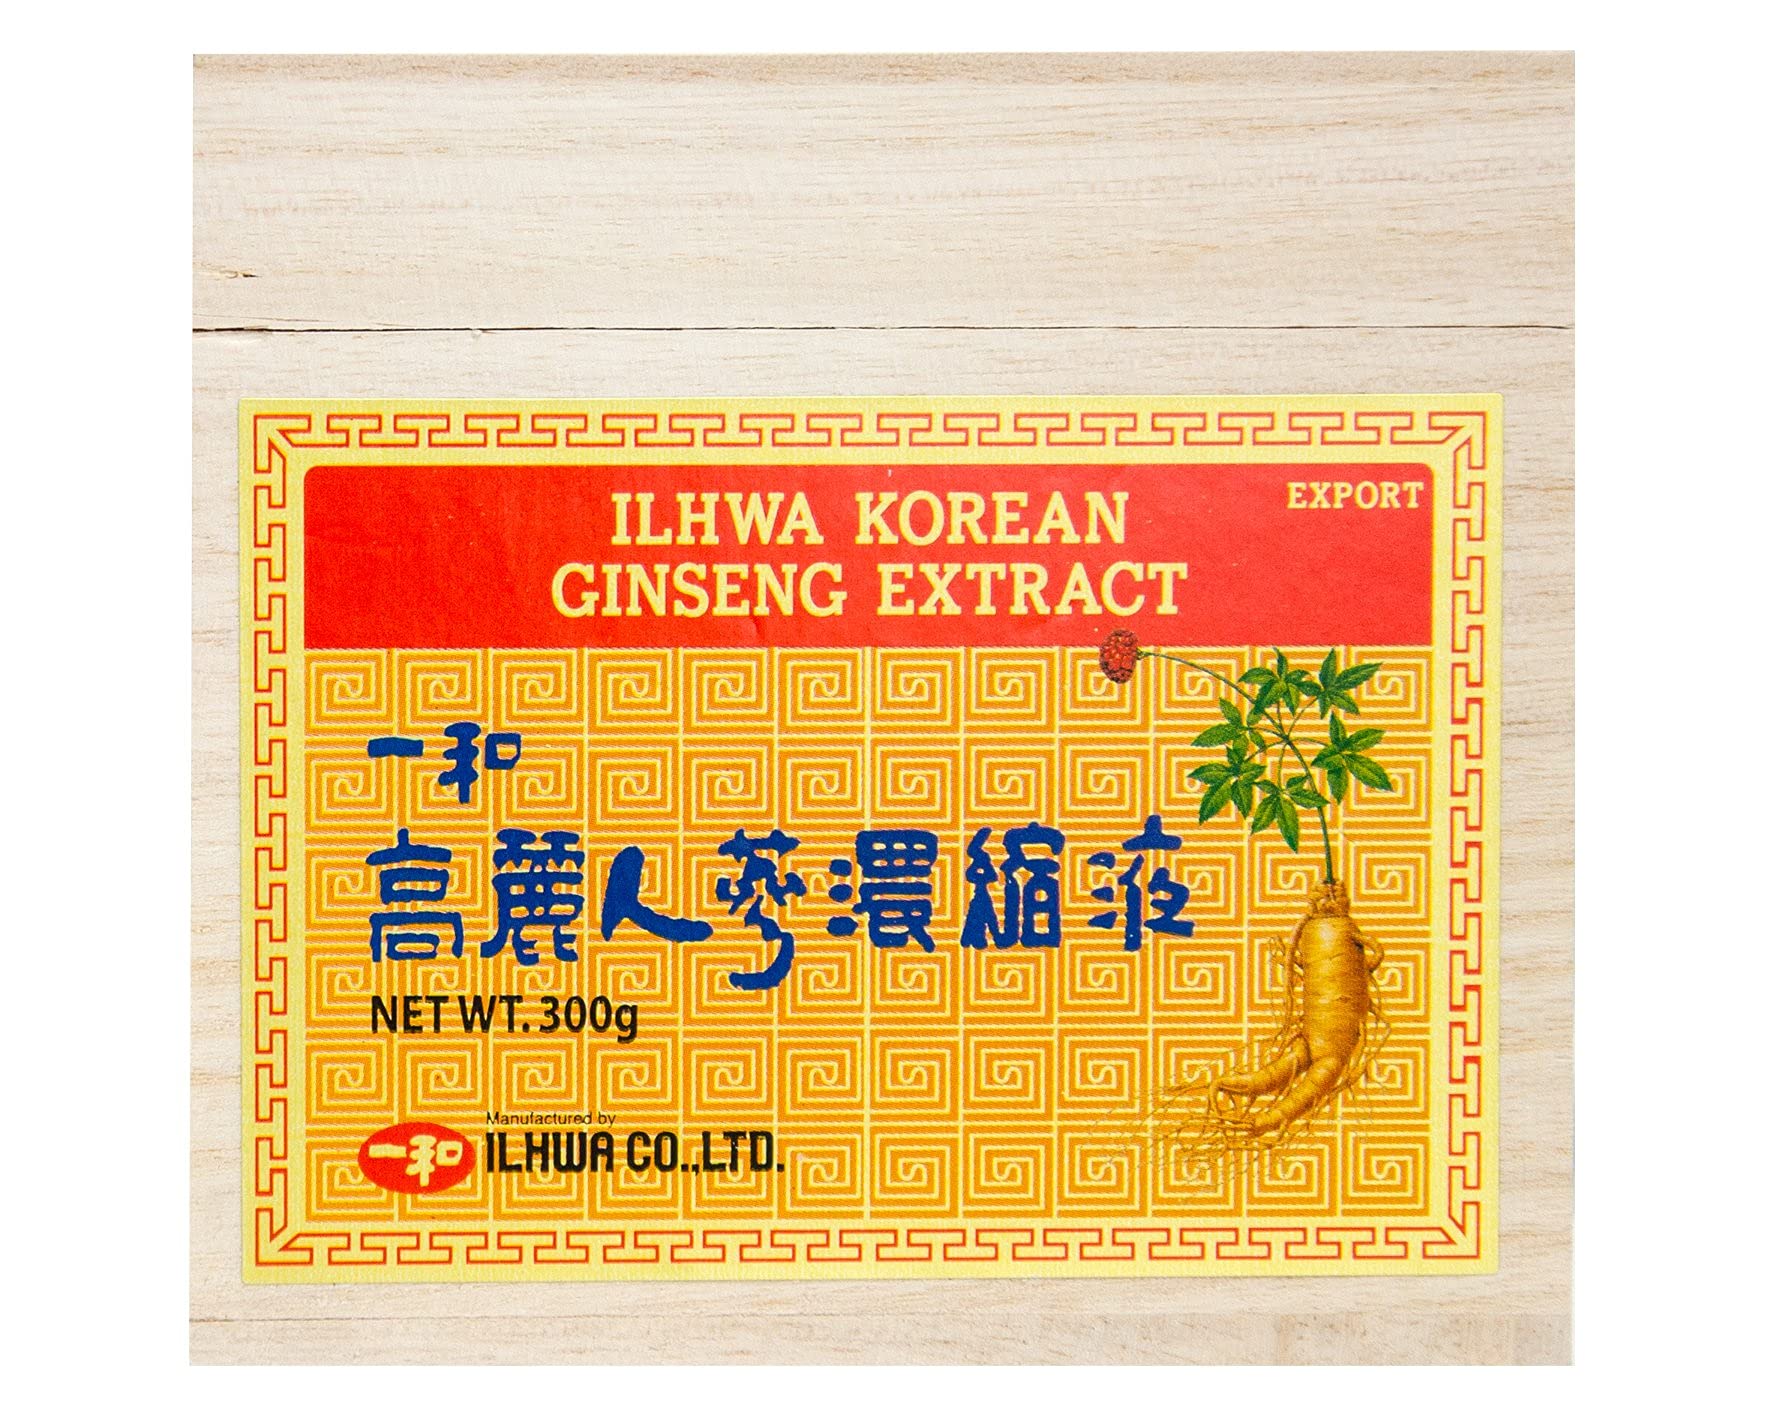 ILHWA KOREAN
GINSENG EXTRACT
EXPORT
一和
高麗人蔘濃縮液
NET WT. 300g
Manufactured by
一和 ILHWA CO.,LTD.